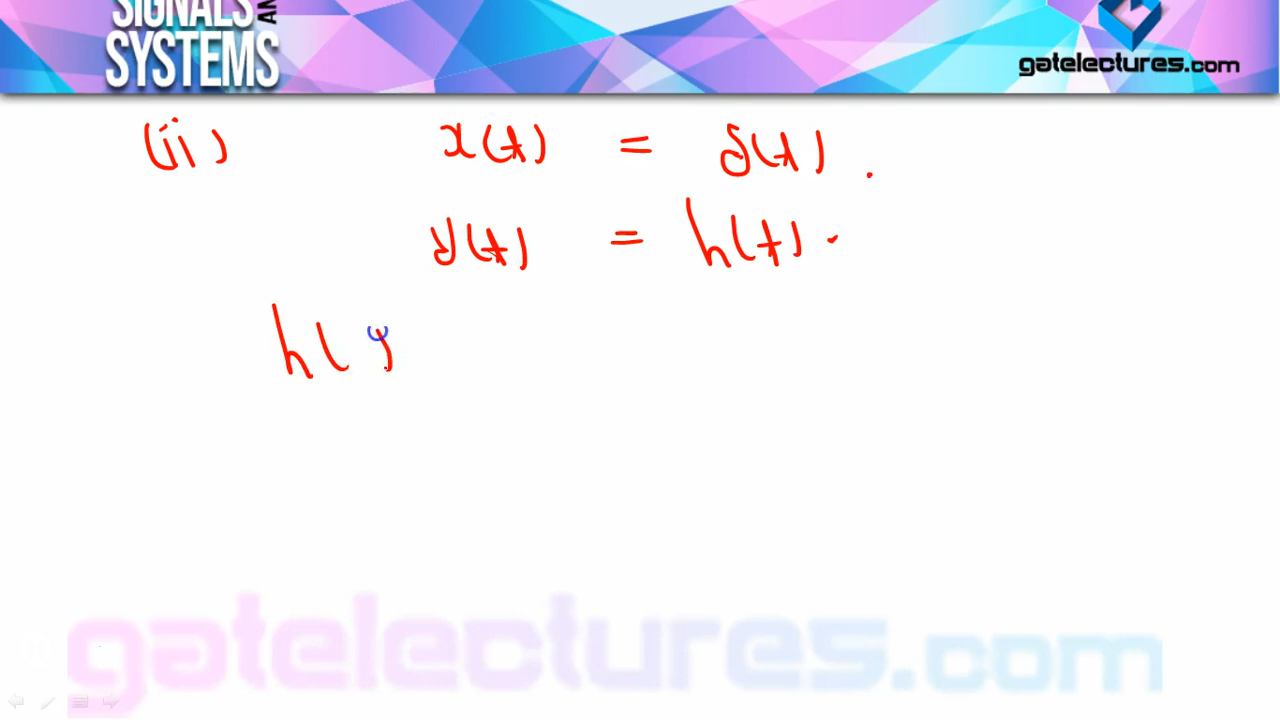 SIGNALS AND
SYSTEMS
gatelectures.com
(ii) x(t) = δ(t).
y(t) = h(t).
h( )
gatelectures.com